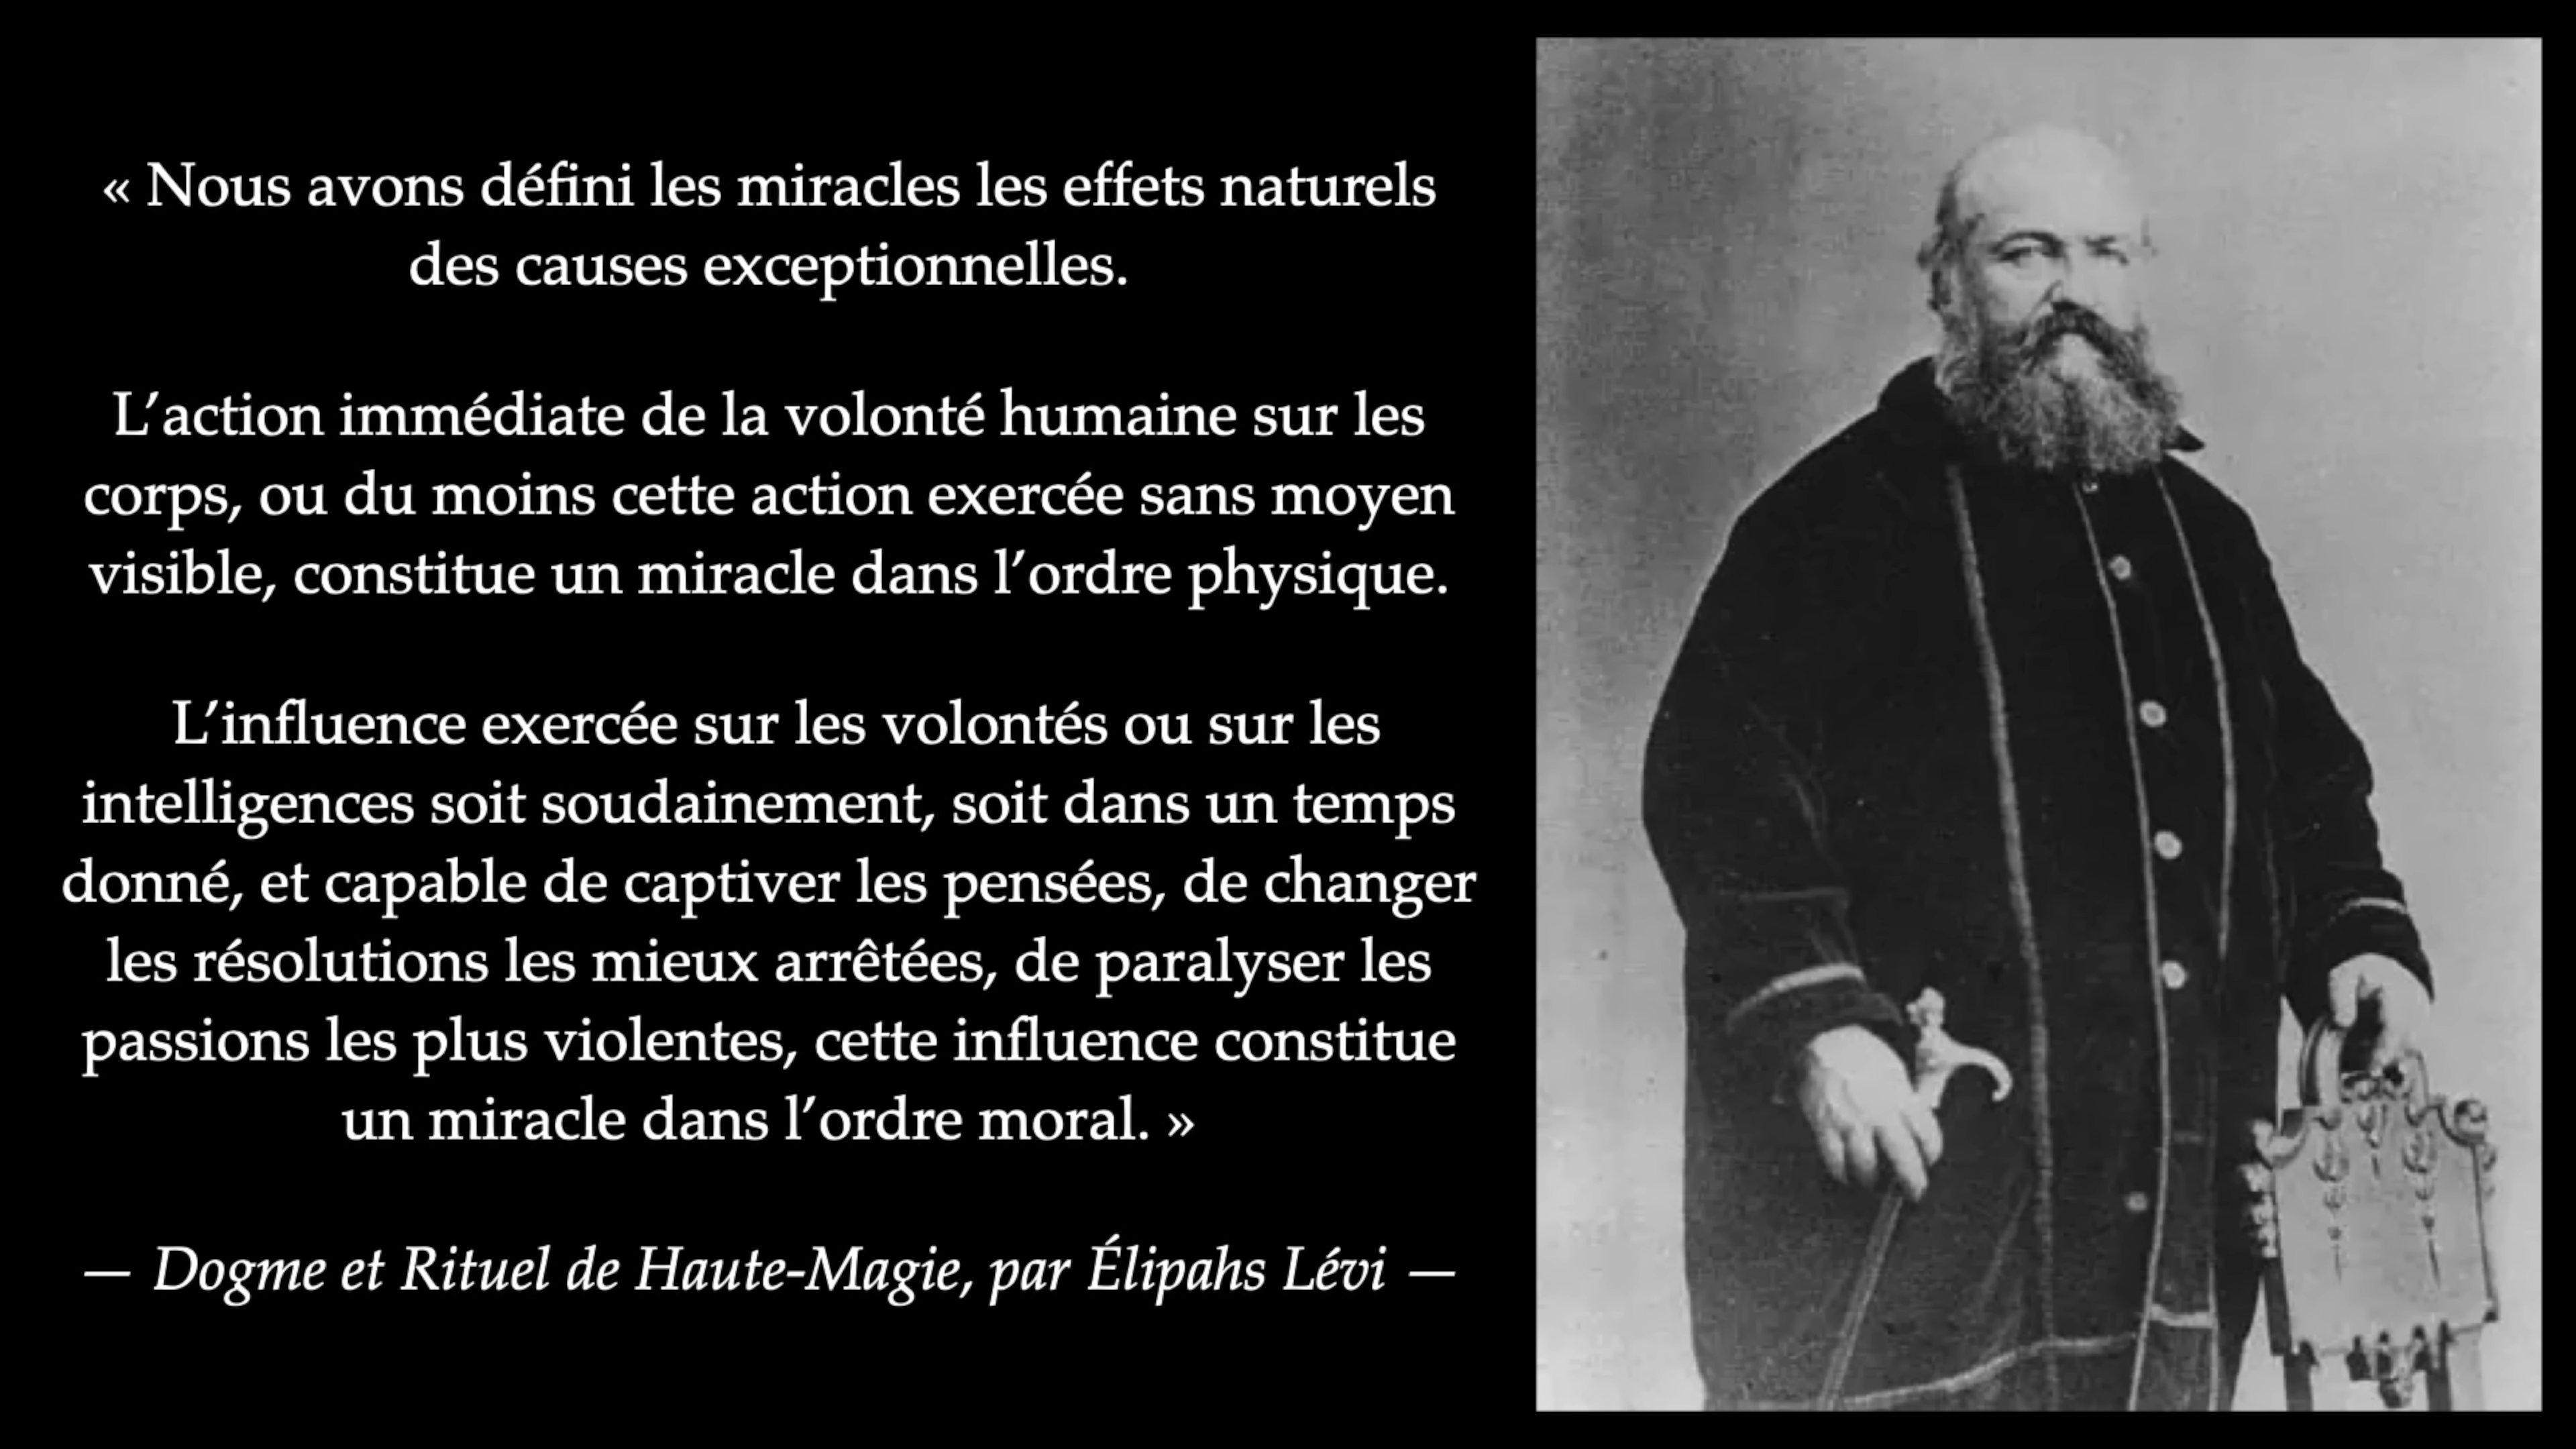 « Nous avons défini les miracles les effets naturels
des causes exceptionnelles.
L’action immédiate de la volonté humaine sur les
corps, ou du moins cette action exercée sans moyen
visible, constitue un miracle dans l’ordre physique.
L’influence exercée sur les volontés ou sur les
intelligences soit soudainement, soit dans un temps
donné, et capable de captiver les pensées, de changer
les résolutions les mieux arrêtées, de paralyser les
passions les plus violentes, cette influence constitue
un miracle dans l’ordre moral. »
— Dogme et Rituel de Haute-Magie, par Élipahs Lévi —